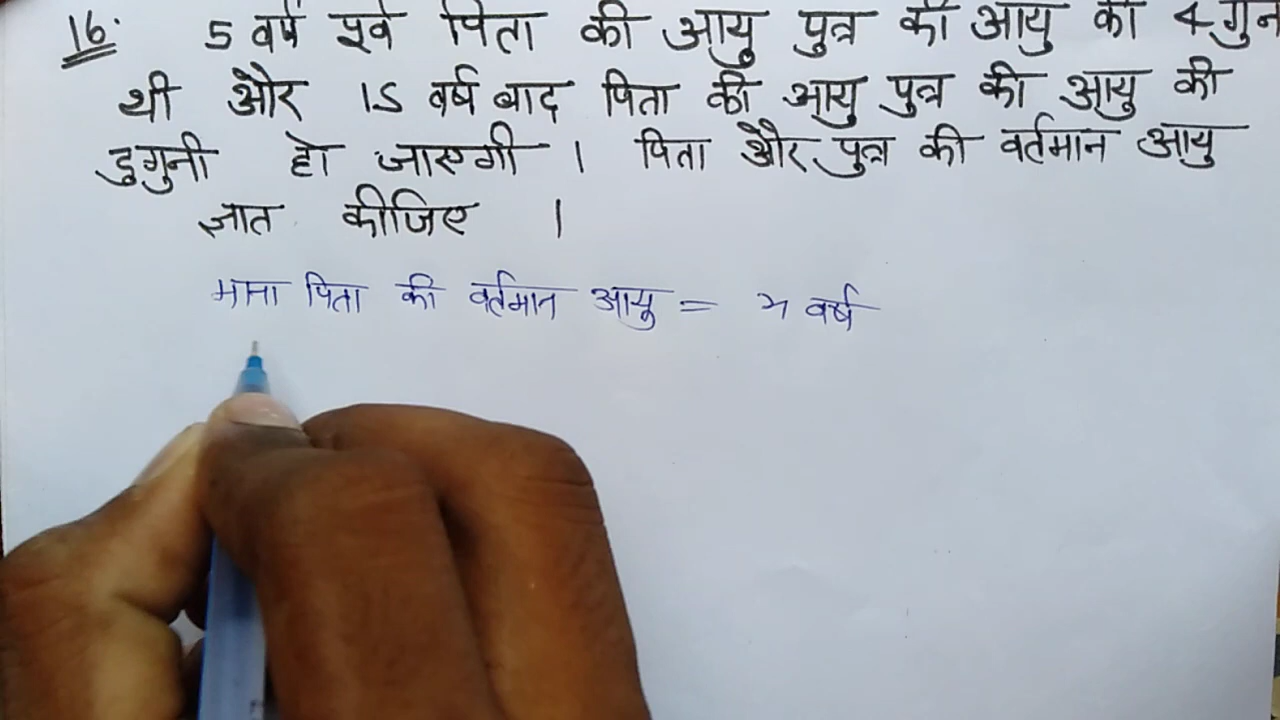 16. 5 वर्ष पूर्व पिता की आयु पुत्र की आयु की 4 गुन
थी और 15 वर्ष बाद पिता की आयु पुत्र की आयु की
दुगुनी हो जाएगी । पिता और पुत्र की वर्तमान आयु
ज्ञात कीजिए ।
माना पिता की वर्तमान आयु = x वर्ष